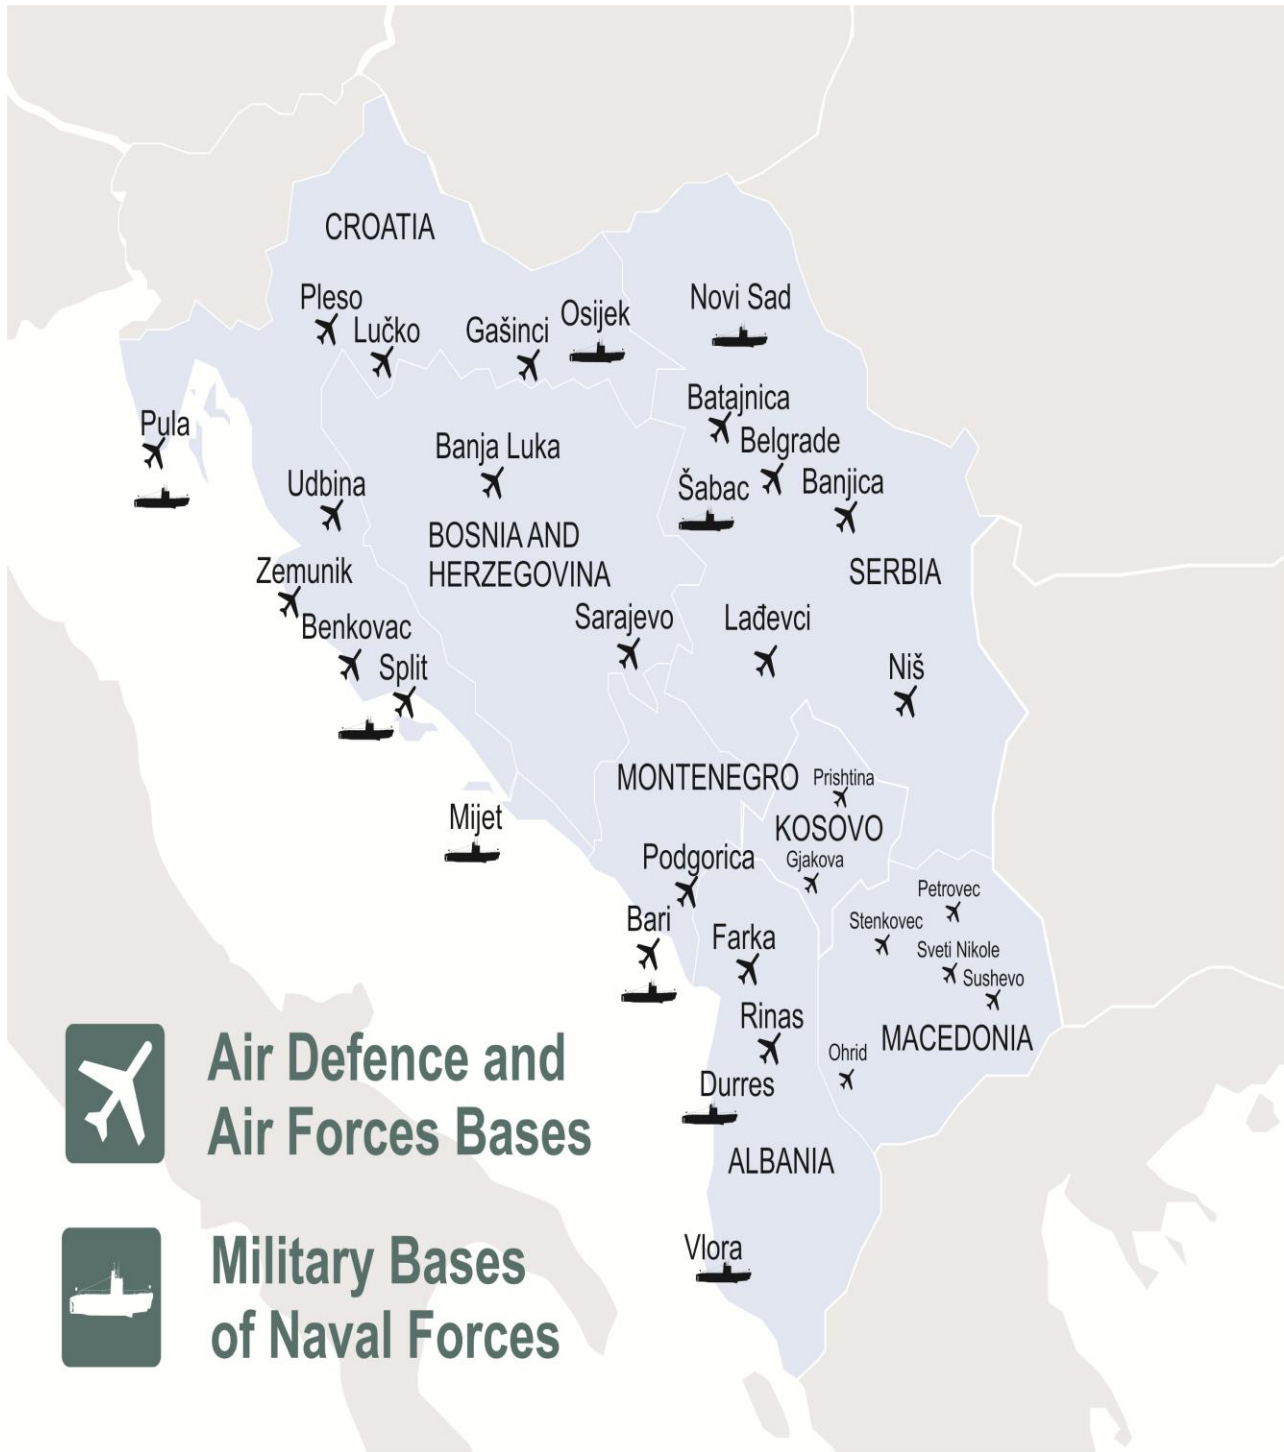 CROATIA
Pleso
Lučko
Gašinci
Osijek
Novi Sad
Batajnica
Belgrade
Pula
Banja Luka
Udbina
Šabac
Banjica
BOSNIA AND
HERZEGOVINA
SERBIA
Zemunik
Benkovac
Split
Sarajevo
Lađevci
Niš
MONTENEGRO
Prishtina
KOSOVO
Mijet
Podgorica
Gjakova
Petrovec
Bari
Farka
Stenkovec
Sveti Nikole
Sushevo
Rinas
MACEDONIA
Ohrid
Durres
ALBANIA
Vlora
Air Defence and
Air Forces Bases
Military Bases
of Naval Forces